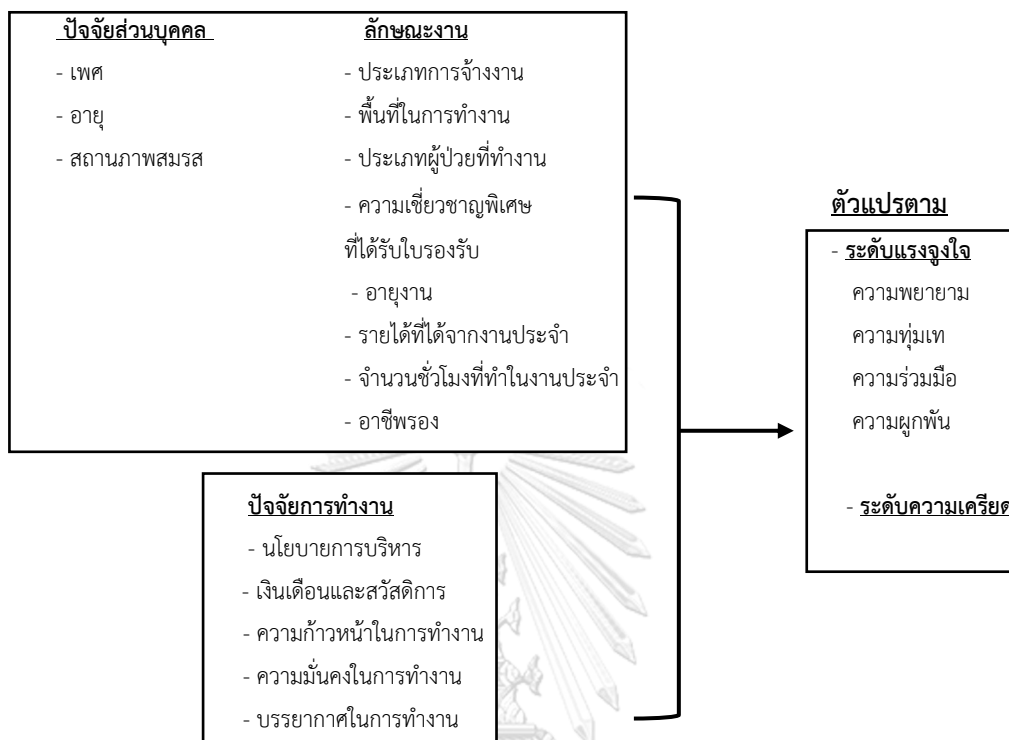 ปัจจัยส่วนบุคคล
- เพศ
- อายุ
- สถานภาพสมรส
ลักษณะงาน
- ประเภทการจ้างงาน
- พื้นที่ในการทำงาน
- ประเภทผู้ป่วยที่ทำงาน
- ความเชี่ยวชาญพิเศษ
ที่ได้รับใบรองรับ
- อายุงาน
- รายได้ที่ได้จากงานประจำ
- จำนวนชั่วโมงที่ทำในงานประจำ
- อาชีพรอง
ปัจจัยการทำงาน
- นโยบายการบริหาร
- เงินเดือนและสวัสดิการ
- ความก้าวหน้าในการทำงาน
- ความมั่นคงในการทำงาน
- บรรยากาศในการทำงาน
ตัวแปรตาม
- ระดับแรงจูงใจ
ความพยายาม
ความทุ่มเท
ความร่วมมือ
ความผูกพัน
- ระดับความเครียด